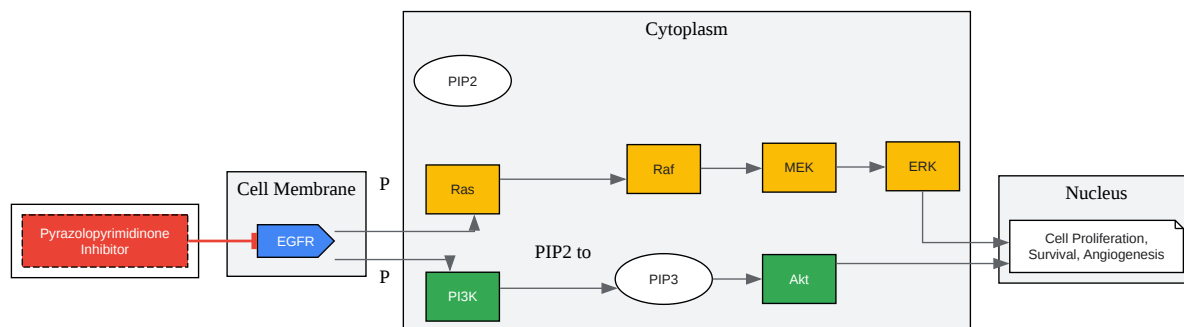 Cytoplasm
PIP2
P
Ras
Raf
MEK
ERK
Cell Membrane
EGFR
Pyrazolopyrimidinone
Inhibitor
P
PI3K
PIP2 to
PIP3
Akt
Nucleus
Cell Proliferation,
Survival, Angiogenesis